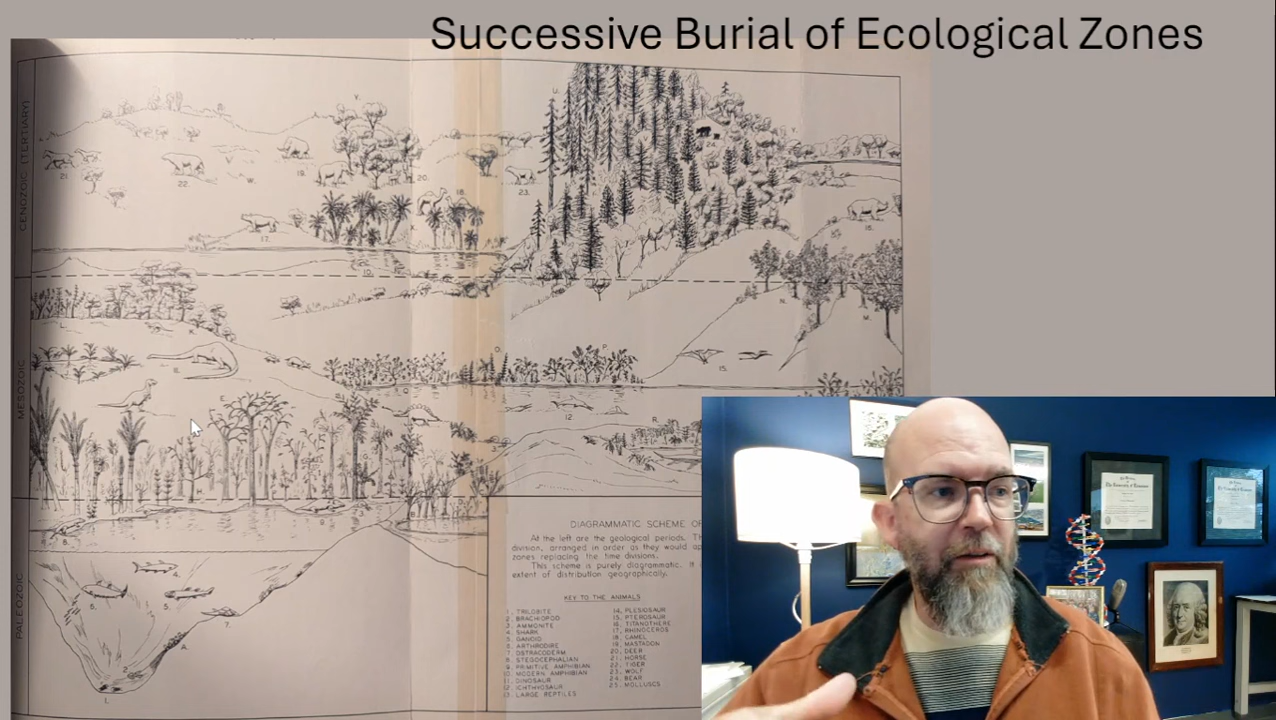 Successive Burial of Ecological Zones
CENOZOIC (TERTIARY)
MESOZOIC
PALEOZOIC
DIAGRAMMATIC SCHEME OF
At the left are the geological periods.
division, arranged in order as they would
zones replacing the time divisions.
This scheme is purely diagrammatic. It
extent of distribution geographically.
KEY TO THE ANIMALS
1. TRILOBITE
2. BRACHIOPOD
3. AMMONITE
4. SHARK
5. GANOID
6. ARTHRODIRE
7. OSTRACODERM
8. STEGOCEPHALIAN
9. PRIMITIVE AMPHIBIAN
10. MODERN AMPHIBIAN
11. DINOSAUR
12. ICHTHYOSAUR
13. LARGE REPTILES
14. PLESIOSAUR
15. PTEROSAUR
16. TITANOTHERE
17. RHINOCEROS
18. CAMEL
19. MASTADON
20. DEER
21. HORSE
22. TIGER
23. WOLF
24. BEAR
25. MOLLUSCS